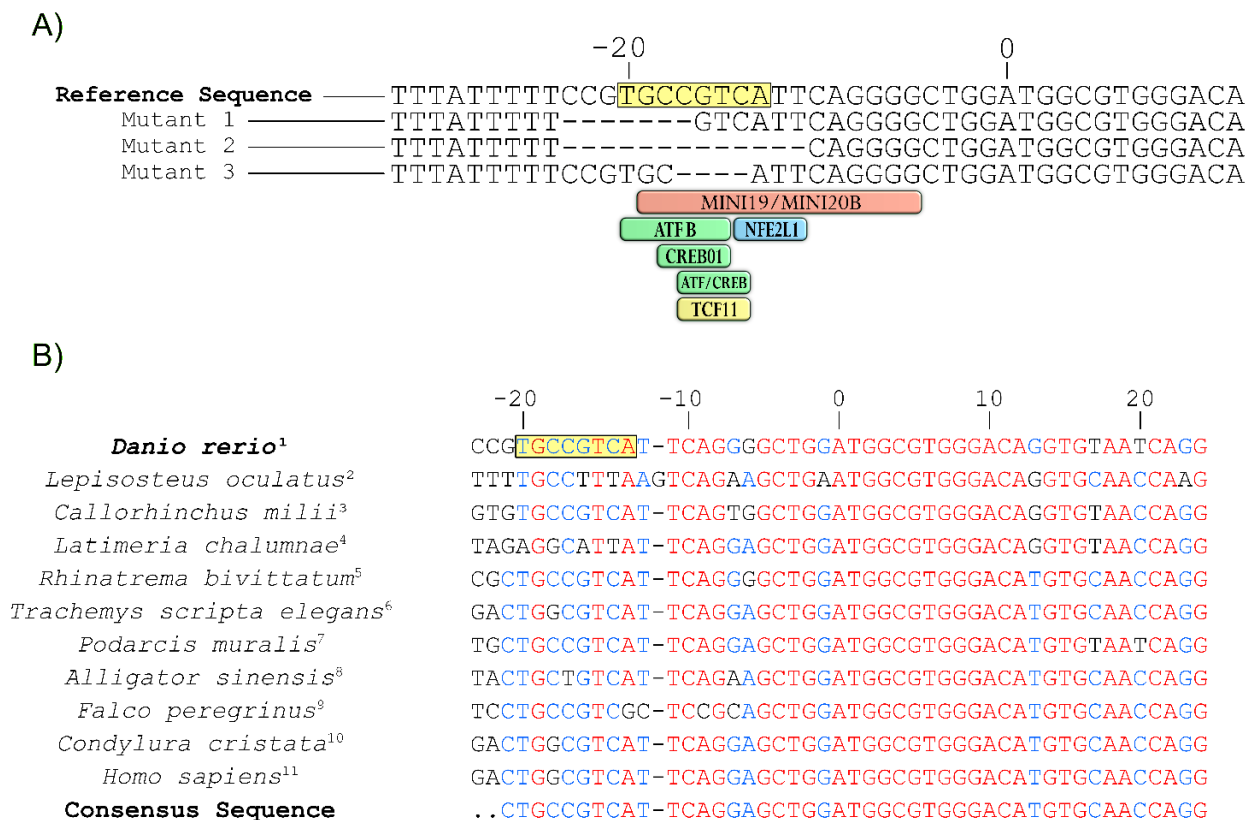 A)
-20 0
Reference Sequence TTTATTTTTCCGTGCCGTCATTCAGGGGCTGGATGGCGTGGGACA
Mutant 1 TTTATTTTT-------GTCATTCAGGGGCTGGATGGCGTGGGACA
Mutant 2 TTTATTTTT-------------CAGGGGCTGGATGGCGTGGGACA
Mutant 3 TTTATTTTTCCGTGC----ATTCAGGGGCTGGATGGCGTGGGACA
MINI19/MINI20B
ATF B NFE2L1
CREB01
ATF/CREB
TCF11
B)
-20 -10 0 10 20
Danio rerio¹ CCGTGCCGTCAT-TCAGGGGCTGGATGGCGTGGGACAGGTGTAATCAGG
Lepisosteus oculatus² TTTTGCCTTTAAGTCAGAAGCTGAATGGCGTGGGACAGGTGCAACCAAG
Callorhinchus milii³ GTGTGCCGTCAT-TCAGTGGCTGGATGGCGTGGGACAGGTGTAACCAGG
Latimeria chalumnae⁴ TAGAGGCATTAT-TCAGGAGCTGGATGGCGTGGGACAGGTGTAACCAGG
Rhinatrema bivittatum⁵ CGCTGCCGTCAT-TCAGGGGCTGGATGGCGTGGGACATGTGCAACCAGG
Trachemys scripta elegans⁶ GACTGGCGTCAT-TCAGGAGCTGGATGGCGTGGGACATGTGCAACCAGG
Podarcis muralis⁷ TGCTGCCGTCAT-TCAGGAGCTGGATGGCGTGGGACATGTGTAATCAGG
Alligator sinensis⁸ TACTGCTGTCAT-TCAGAAGCTGGATGGCGTGGGACATGTGCAACCAGG
Falco peregrinus⁹ TCCTGCCGTCGC-TCCGCAGCTGGATGGCGTGGGACATGTGCAACCAGG
Condylura cristata¹⁰ GACTGGCGTCAT-TCAGGAGCTGGATGGCGTGGGACATGTGCAACCAGG
Homo sapiens¹¹ GACTGGCGTCAT-TCAGGAGCTGGATGGCGTGGGACATGTGCAACCAGG
Consensus Sequence ..CTGCCGTCAT-TCAGGAGCTGGATGGCGTGGGACATGTGCAACCAGG